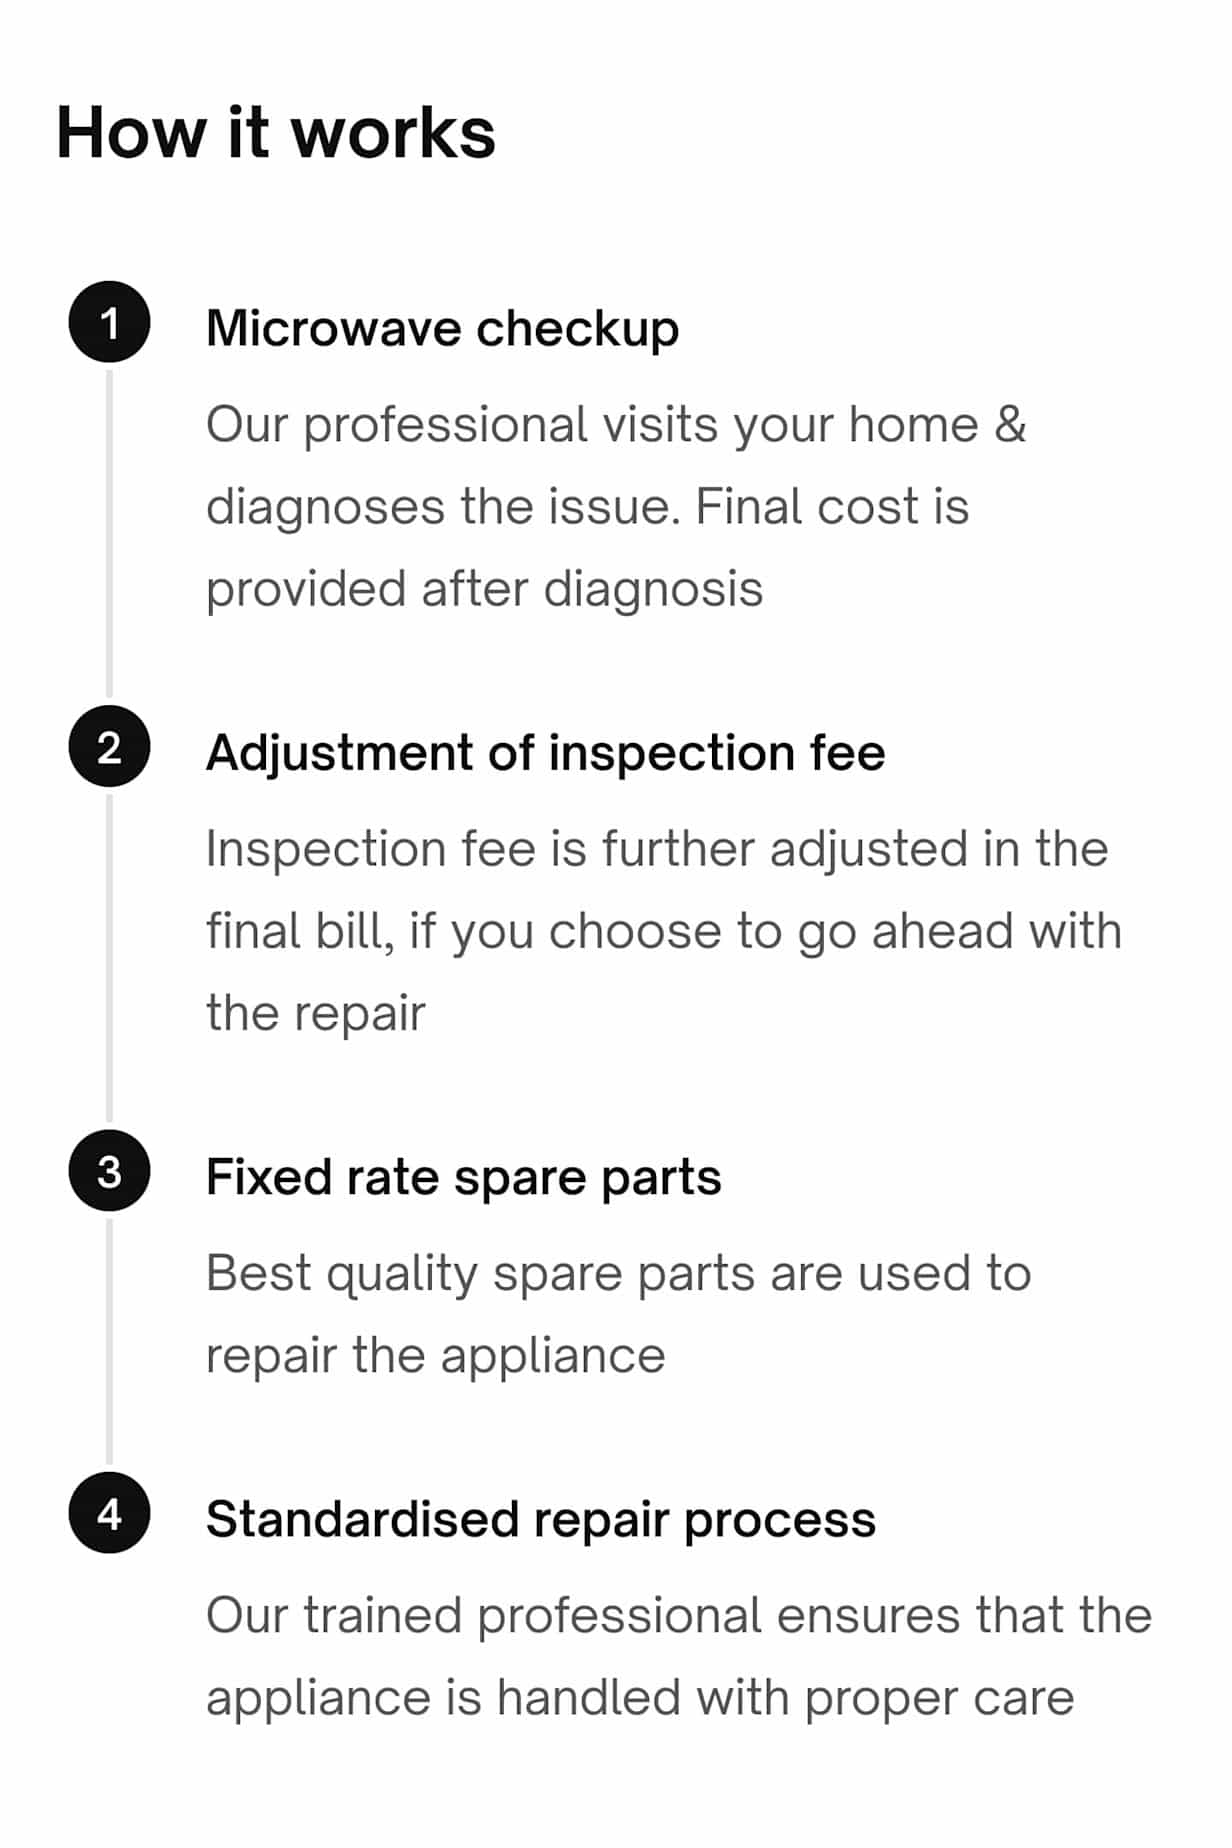 How it works
1
Microwave checkup
Our professional visits your home &
diagnoses the issue. Final cost is
provided after diagnosis
2
Adjustment of inspection fee
Inspection fee is further adjusted in the
final bill, if you choose to go ahead with
the repair
3
Fixed rate spare parts
Best quality spare parts are used to
repair the appliance
4
Standardised repair process
Our trained professional ensures that the
appliance is handled with proper care